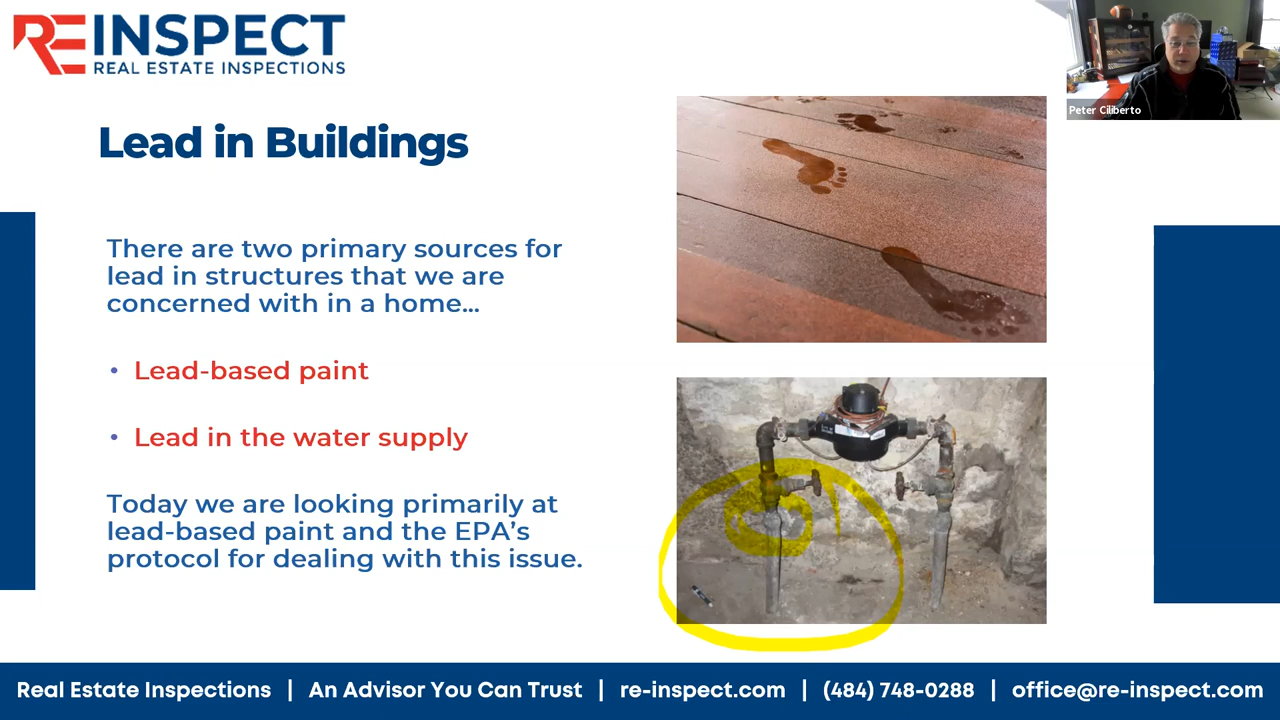 REINSPECT
REAL ESTATE INSPECTIONS
Peter Ciliberto
Lead in Buildings
There are two primary sources for
lead in structures that we are
concerned with in a home...
• Lead-based paint
• Lead in the water supply
Today we are looking primarily at
lead-based paint and the EPA's
protocol for dealing with this issue.
Real Estate Inspections | An Advisor You Can Trust | re-inspect.com | (484) 748-0288 | office@re-inspect.com